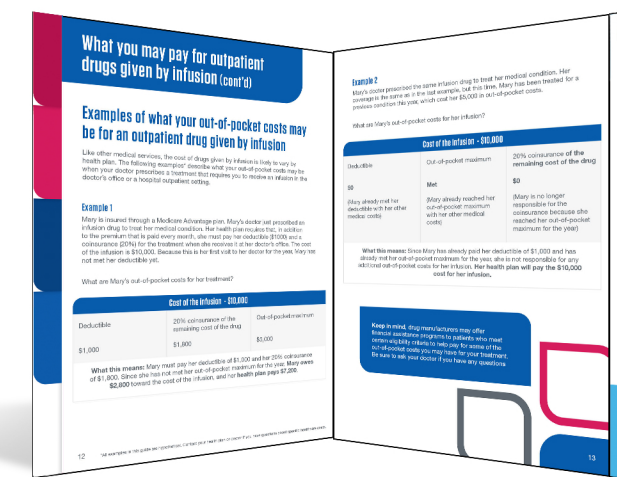 What you may pay for outpatient
drugs given by infusion (cont'd)
Examples of what your out-of-pocket costs may
be for an outpatient drug given by infusion
Like other medical services, the cost of drugs given by infusion is likely to vary by
health plan. The following examples* describe what your out-of-pocket costs may be
when your doctor prescribes a treatment that requires you to receive an infusion in the
doctor's office or a hospital outpatient setting.
Example 1
Mary is insured through a Medicare Advantage plan. Mary's doctor just prescribed an
infusion drug to treat her medical condition. Her health plan requires that, in addition
to the premium that is paid every month, she must pay her deductible ($1000) and a
coinsurance (20%) for the treatment when she receives it at her doctor's office. The cost
of the infusion is $10,000. Because this is her first visit to her doctor for the year, Mary has
not met her deductible yet.
What are Mary's out-of-pocket costs for her treatment?
Cost of the Infusion - $10,000
Deductible
20% coinsurance of the
remaining cost of the drug
Out-of-pocket maximum
$1,000
$1,800
$5,000
What this means: Mary must pay her deductible of $1,000 and her 20% coinsurance
of $1,800. Since she has not met her out-of-pocket maximum for the year, Mary owes
$2,800 toward the cost of the infusion, and her health plan pays $7,200.
12
Example 2
Mary's doctor prescribed the same infusion drug to treat her medical condition. Her
coverage is the same as in the last example, but this time, Mary has been treated for a
previous condition this year, which cost her $5,000 in out-of-pocket costs.
What are Mary's out-of-pocket costs for her infusion?
Cost of the Infusion - $10,000
Deductible
Out-of-pocket maximum
20% coinsurance of the
remaining cost of the drug
$0
Met
$0
(Mary already met her
deductible with her other
medical costs)
(Mary already reached her
out-of-pocket maximum
with her other medical
costs)
(Mary is no longer
responsible for the
coinsurance because she
reached her out-of-pocket
maximum for the year)
What this means: Since Mary has already paid her deductible of $1,000 and has
already met her out-of-pocket maximum for the year, she is not responsible for any
additional out-of-pocket costs for her infusion. Her health plan will pay the $10,000
cost for her infusion.
Keep in mind, drug manufacturers may offer
financial assistance programs to patients who meet
certain eligibility criteria to help pay for some of the
out-of-pocket costs you may have for your treatment.
Be sure to ask your doctor if you have any questions
13